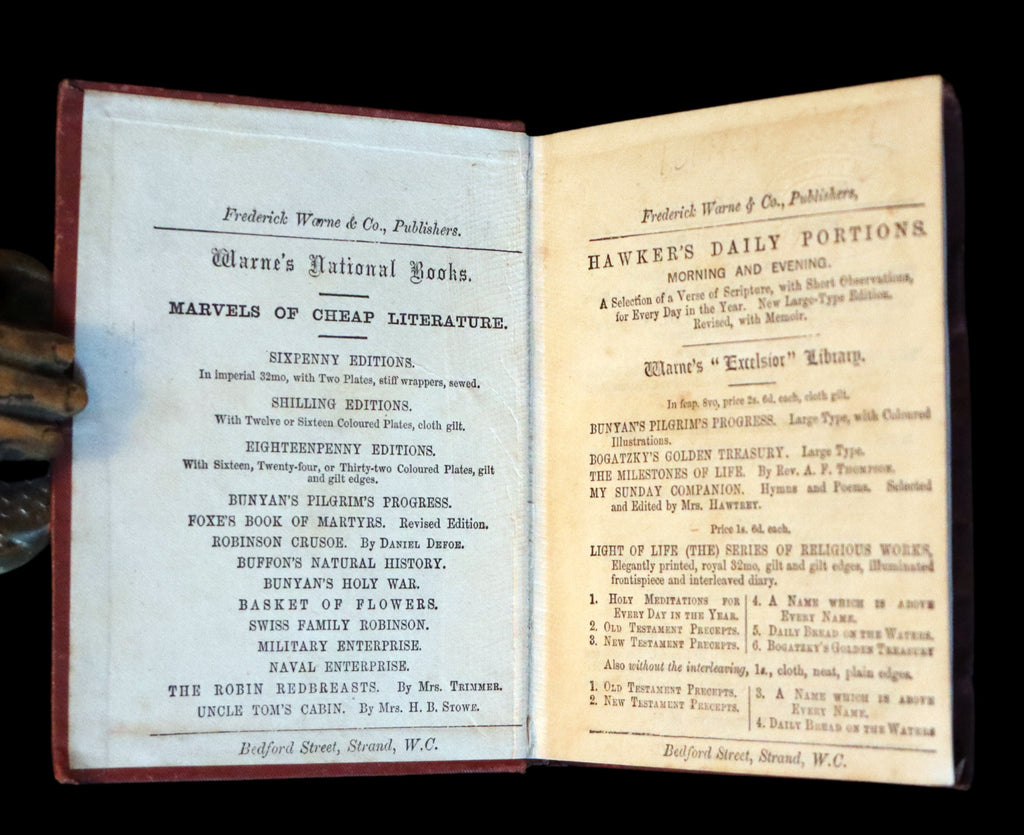 Frederick Warne & Co., Publishers.
Warne's National Books.
MARVELS OF CHEAP LITERATURE.
SIXPENNY EDITIONS.
In imperial 32mo, with Two Plates, stiff wrappers, sewed.
SHILLING EDITIONS.
With Twelve or Sixteen Coloured Plates, cloth gilt.
EIGHTEENPENNY EDITIONS.
With Sixteen, Twenty-four, or Thirty-two Coloured Plates, gilt
and gilt edges.
BUNYAN'S PILGRIM'S PROGRESS.
FOXE'S BOOK OF MARTYRS. Revised Edition.
ROBINSON CRUSOE. By DANIEL DEFOE.
BUFFON'S NATURAL HISTORY.
BUNYAN'S HOLY WAR.
BASKET OF FLOWERS.
SWISS FAMILY ROBINSON.
MILITARY ENTERPRISE.
NAVAL ENTERPRISE.
THE ROBIN REDBREASTS. By Mrs. TRIMMER.
UNCLE TOM'S CABIN. By Mrs. H. B. STOWE.
Bedford Street, Strand, W.C.
Frederick Warne & Co., Publishers,
HAWKER'S DAILY PORTIONS.
MORNING AND EVENING.
A Selection of a Verse of Scripture, with Short Observations,
for Every Day in the Year. New Large-Type Edition.
Revised, with Memoir.
Warne's "Excelsior" Library.
In fcap. 8vo, price 2s. 6d. each, cloth gilt.
BUNYAN'S PILGRIM'S PROGRESS. Large Type, with Coloured
Illustrations.
BOGATZKY'S GOLDEN TREASURY. Large Type.
THE MILESTONES OF LIFE. By Rev. A. F. THOMPSON.
MY SUNDAY COMPANION. Hymns and Poems. Selected
and Edited by Mrs. HAWTREY.
Price 1s. 6d. each.
LIGHT OF LIFE (THE) SERIES OF RELIGIOUS WORKS,
Elegantly printed, royal 32mo, gilt and gilt edges, illuminated
frontispiece and interleaved diary.
1. HOLY MEDITATIONS FOR
EVERY DAY IN THE YEAR.
2. OLD TESTAMENT PRECEPTS.
3. NEW TESTAMENT PRECEPTS.
4. A NAME WHICH IS ABOVE
EVERY NAME.
5. DAILY BREAD ON THE WATERS.
6. BOGATZKY'S GOLDEN TREASURY
Also without the interleaving, 1s., cloth, neat, plain edges.
1. OLD TESTAMENT PRECEPTS.
2. NEW TESTAMENT PRECEPTS.
3. A NAME WHICH IS ABOVE
EVERY NAME.
4. DAILY BREAD ON THE WATERS
Bedford Street, Strand, W.C.